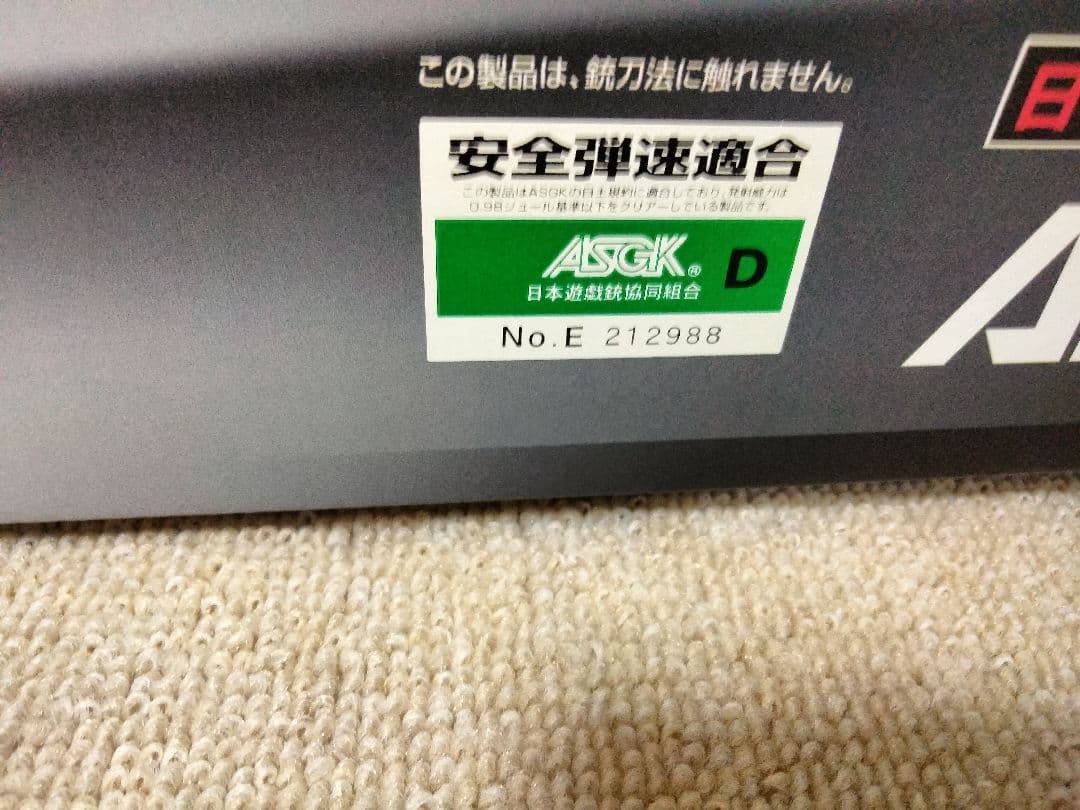 この製品は、銃刀法に触れません。
安全弾速適合
この製品はASGKの自主規約に適合しており、発射威力は
0.98ジュール基準以下をクリアーしている製品です。
ASGK® D
日本遊戯銃協同組合
No.E 212988
日